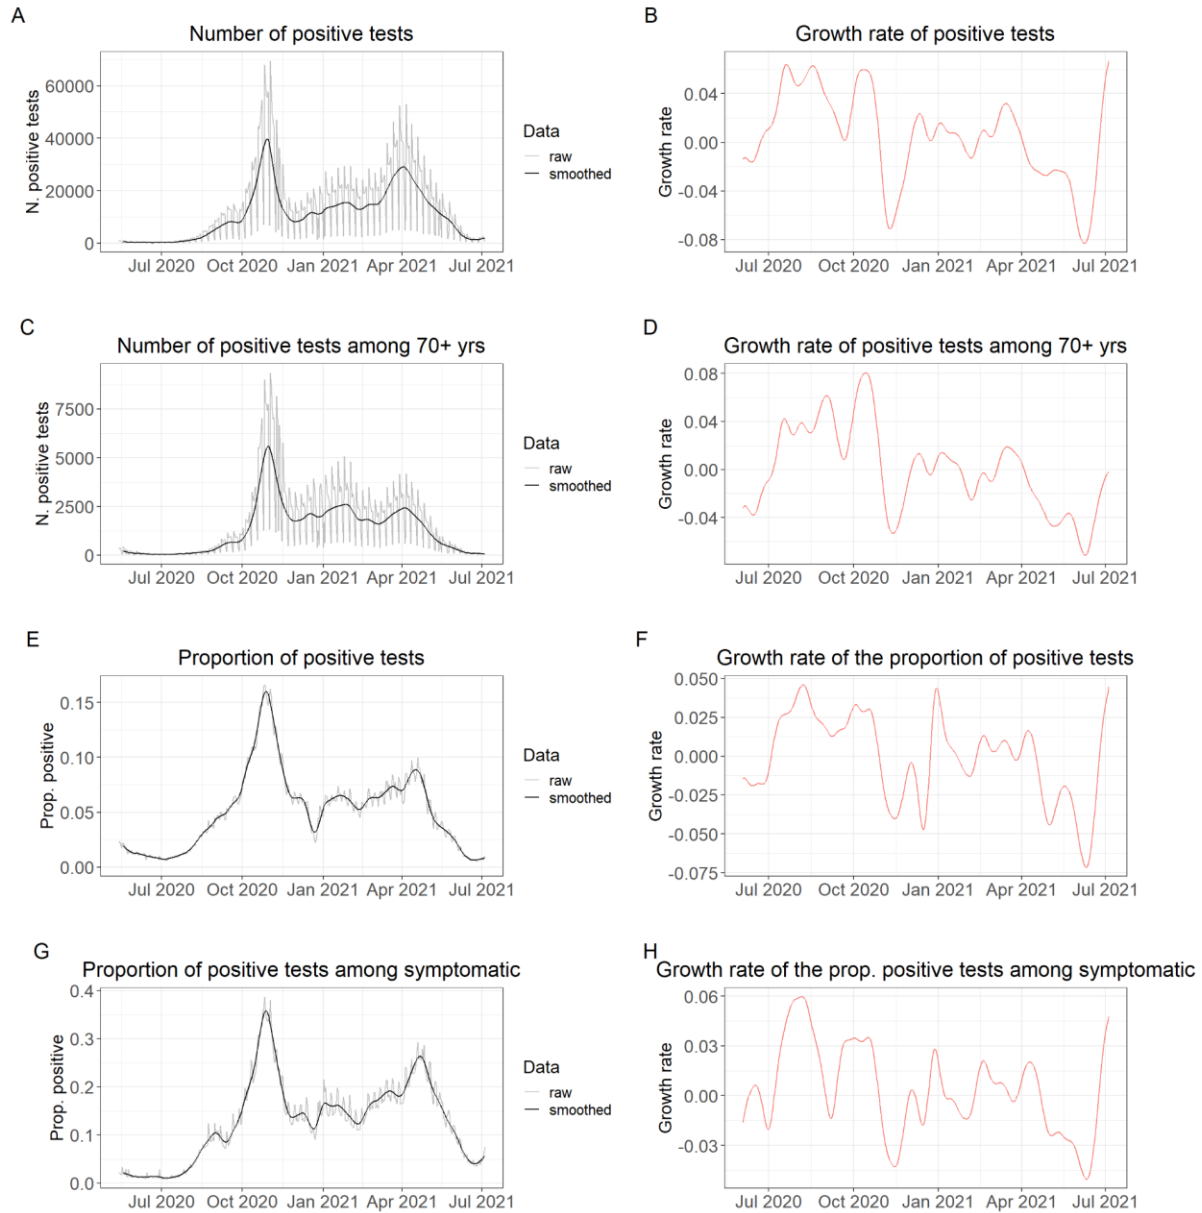 A
Number of positive tests
N. positive tests
60000
40000
20000
0
Jul 2020 Oct 2020 Jan 2021 Apr 2021 Jul 2021
Data
raw
smoothed
B
Growth rate of positive tests
Growth rate
0.04
0.00
-0.04
-0.08
Jul 2020 Oct 2020 Jan 2021 Apr 2021 Jul 2021
C
Number of positive tests among 70+ yrs
N. positive tests
7500
5000
2500
0
Jul 2020 Oct 2020 Jan 2021 Apr 2021 Jul 2021
Data
raw
smoothed
D
Growth rate of positive tests among 70+ yrs
Growth rate
0.08
0.04
0.00
-0.04
Jul 2020 Oct 2020 Jan 2021 Apr 2021 Jul 2021
E
Proportion of positive tests
Prop. positive
0.15
0.10
0.05
0.00
Jul 2020 Oct 2020 Jan 2021 Apr 2021 Jul 2021
Data
raw
smoothed
F
Growth rate of the proportion of positive tests
Growth rate
0.050
0.025
0.000
-0.025
-0.050
-0.075
Jul 2020 Oct 2020 Jan 2021 Apr 2021 Jul 2021
G
Proportion of positive tests among symptomatic
Prop. positive
0.4
0.3
0.2
0.1
0.0
Jul 2020 Oct 2020 Jan 2021 Apr 2021 Jul 2021
Data
raw
smoothed
H
Growth rate of the prop. positive tests among symptomatic
Growth rate
0.06
0.03
0.00
-0.03
Jul 2020 Oct 2020 Jan 2021 Apr 2021 Jul 2021